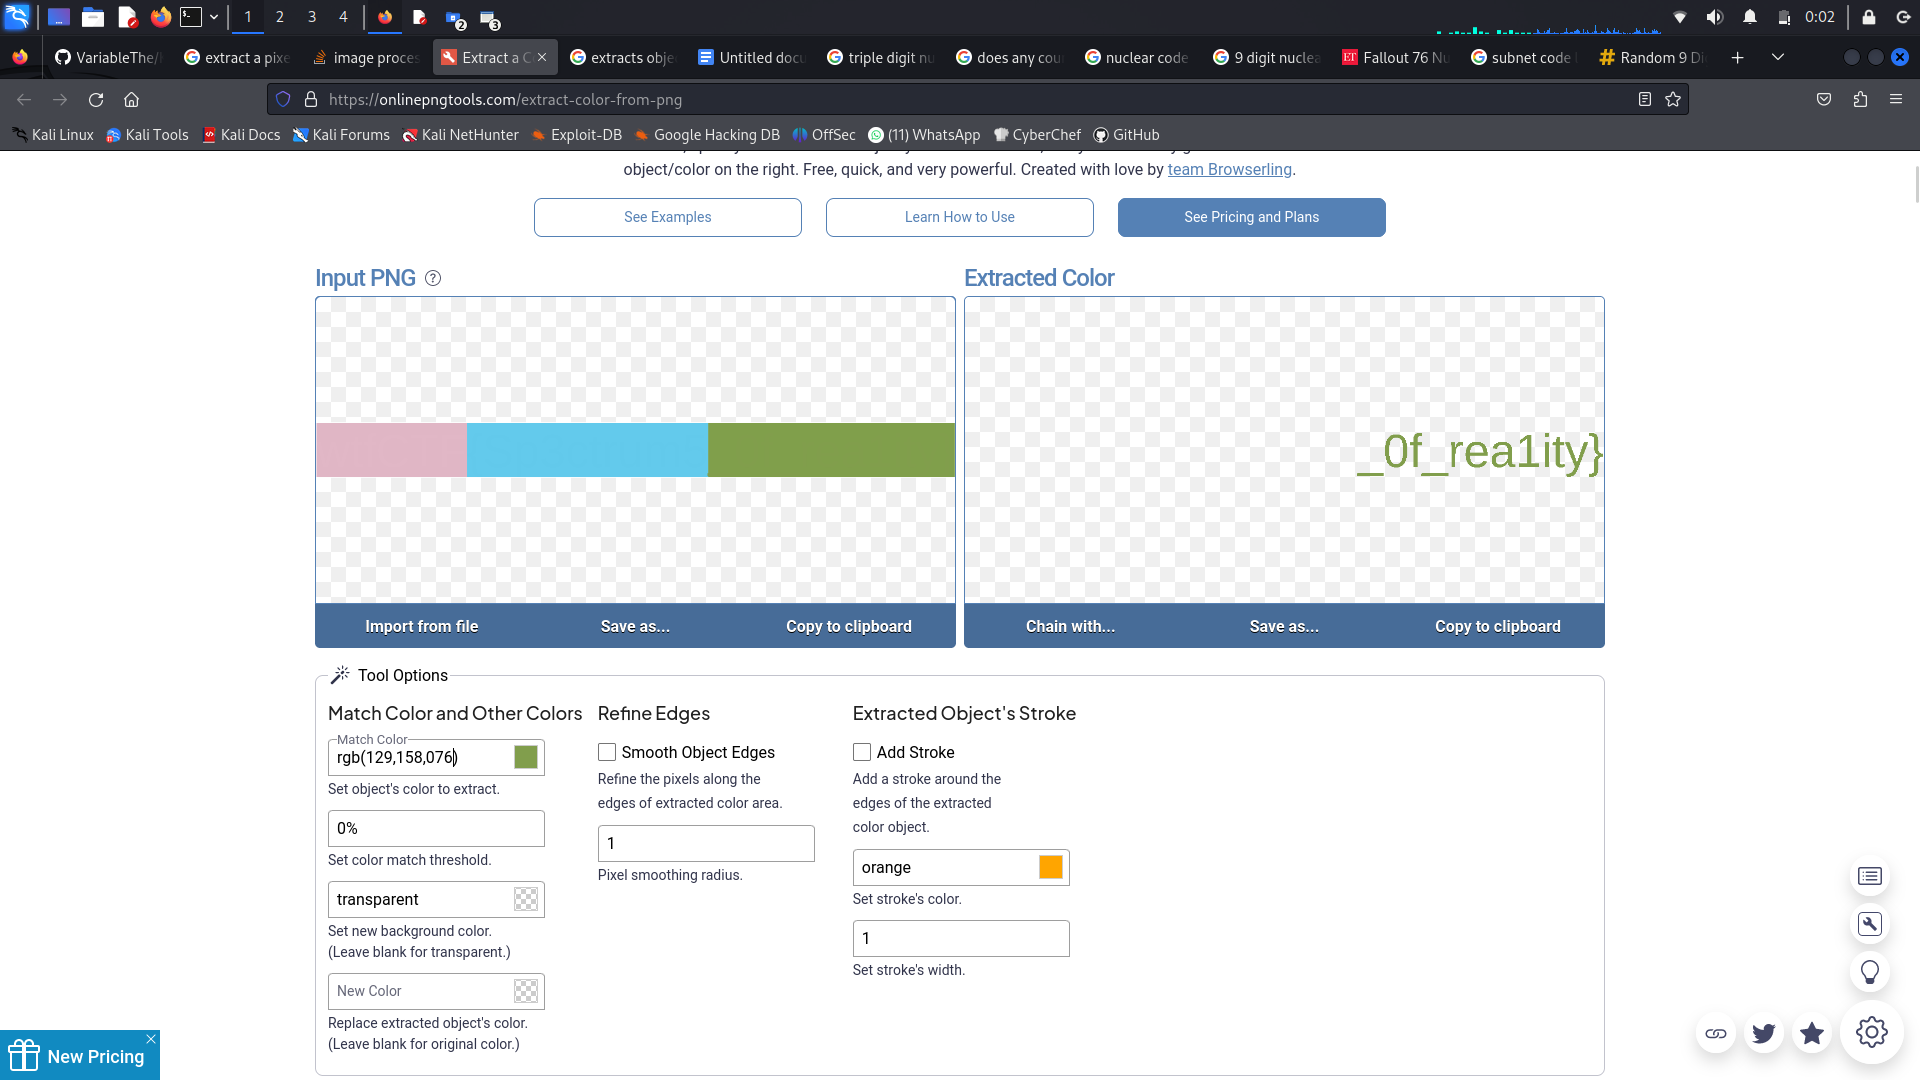 1
2
3
4
2
3
0:02
VariableThe/
extract a pixe
image proces
Extract a C
extracts obje
Untitled docu
triple digit nu
does any cou
nuclear code
9 digit nuclea
Fallout 76 Nu
subnet code
Random 9 Di
https://onlinepngtools.com/extract-color-from-png
Kali Linux
Kali Tools
Kali Docs
Kali Forums
Kali NetHunter
Exploit-DB
Google Hacking DB
OffSec
(11) WhatsApp
CyberChef
GitHub
object/color on the right. Free, quick, and very powerful. Created with love by team Browserling.
See Examples
Learn How to Use
See Pricing and Plans
Input PNG
Extracted Color
_0f_rea1ity}
Import from file
Save as...
Copy to clipboard
Chain with...
Save as...
Copy to clipboard
Tool Options
Match Color and Other Colors
Match Color
rgb(129,158,076)
Set object's color to extract.
0%
Set color match threshold.
transparent
Set new background color.
(Leave blank for transparent.)
New Color
Replace extracted object's color.
(Leave blank for original color.)
Refine Edges
Smooth Object Edges
Refine the pixels along the
edges of extracted color area.
1
Pixel smoothing radius.
Extracted Object's Stroke
Add Stroke
Add a stroke around the
edges of the extracted
color object.
orange
Set stroke's color.
1
Set stroke's width.
New Pricing